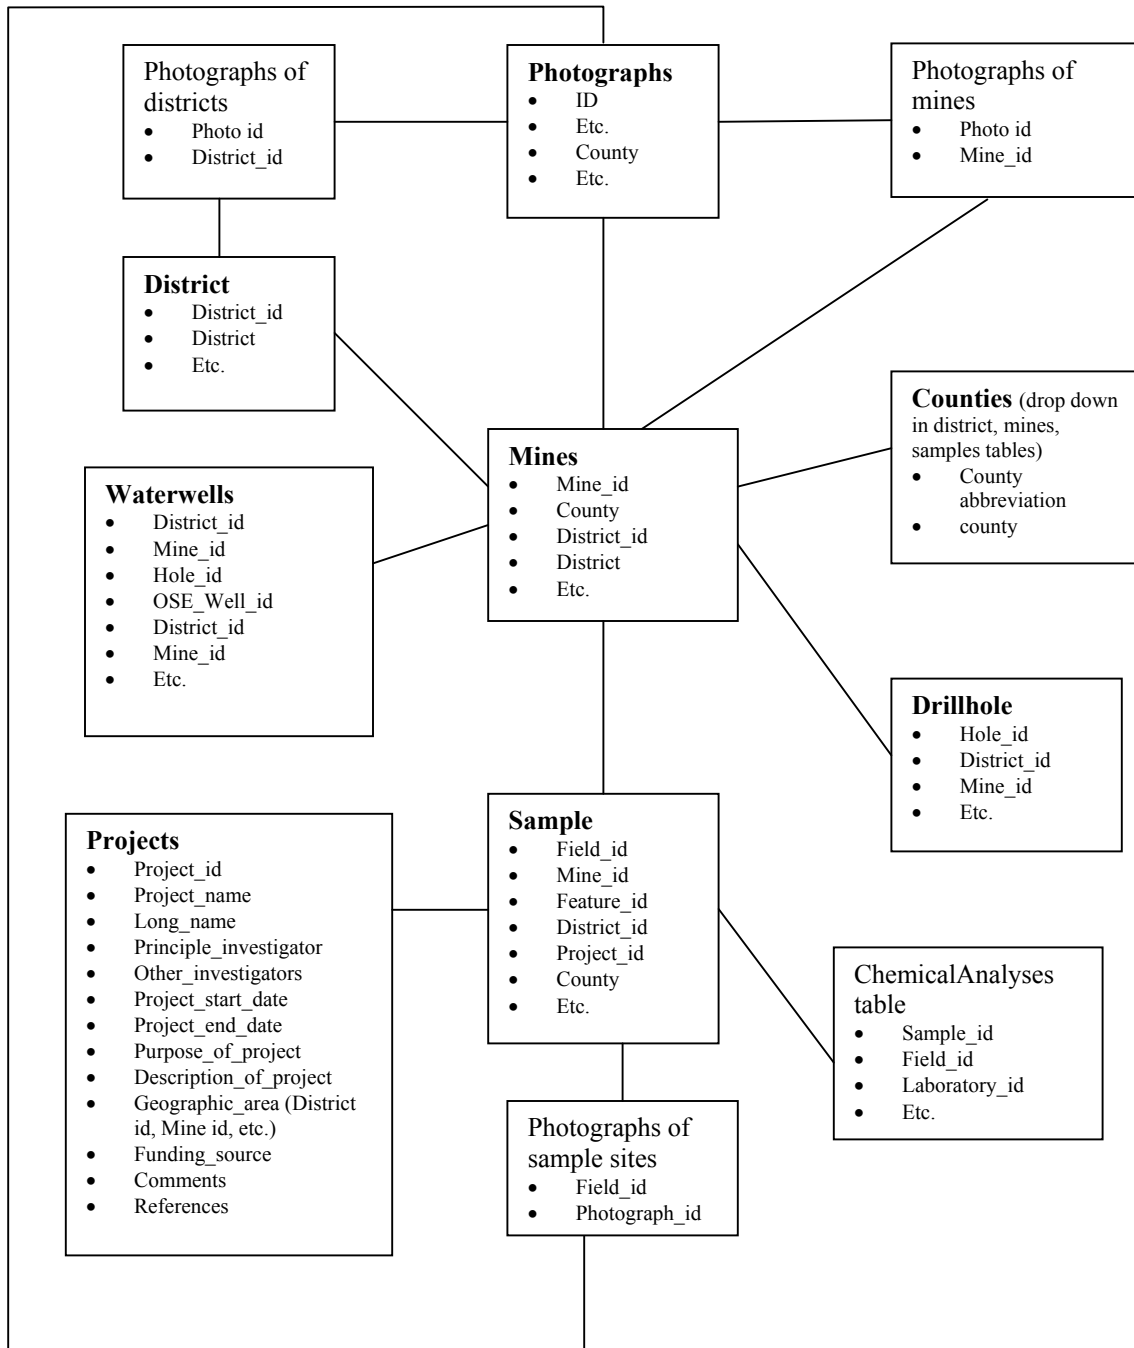 Photographs of
districts
• Photo id
• District_id
Photographs
• ID
• Etc.
• County
• Etc.
Photographs of
mines
• Photo id
• Mine_id
District
• District_id
• District
• Etc.
Counties (drop down
in district, mines,
samples tables)
• County
abbreviation
• county
Mines
• Mine_id
• County
• District_id
• District
• Etc.
Waterwells
• District_id
• Mine_id
• Hole_id
• OSE_Well_id
• District_id
• Mine_id
• Etc.
Drillhole
• Hole_id
• District_id
• Mine_id
• Etc.
Projects
• Project_id
• Project_name
• Long_name
• Principle_investigator
• Other_investigators
• Project_start_date
• Project_end_date
• Purpose_of_project
• Description_of_project
• Geographic_area (District
id, Mine id, etc.)
• Funding_source
• Comments
• References
Sample
• Field_id
• Mine_id
• Feature_id
• District_id
• Project_id
• County
• Etc.
ChemicalAnalyses
table
• Sample_id
• Field_id
• Laboratory_id
• Etc.
Photographs of
sample sites
• Field_id
• Photograph_id